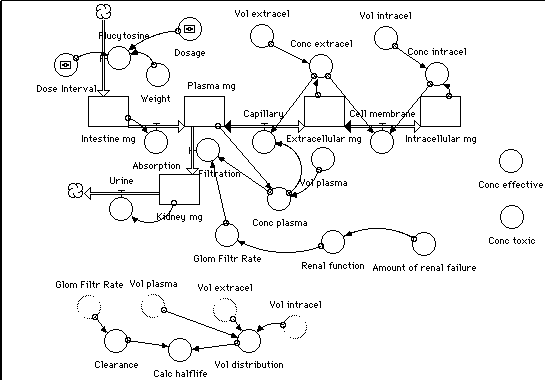 Vol extracel
Vol intracel
Flucytosine
Dosage
Conc extracel
Conc intracel
Dose Interval
Weight
Plasma mg
Capillary
Cell membrane
Intestine mg
Extracellular mg
Intracellular mg
Absorption
Filtration
Urine
Vol plasma
Conc effective
Kidney mg
Conc plasma
Conc toxic
Glom Filtr Rate
Renal function
Amount of renal failure
Glom Filtr Rate
Vol plasma
Vol extracel
Vol intracel
Clearance
Calc halflife
Vol distribution